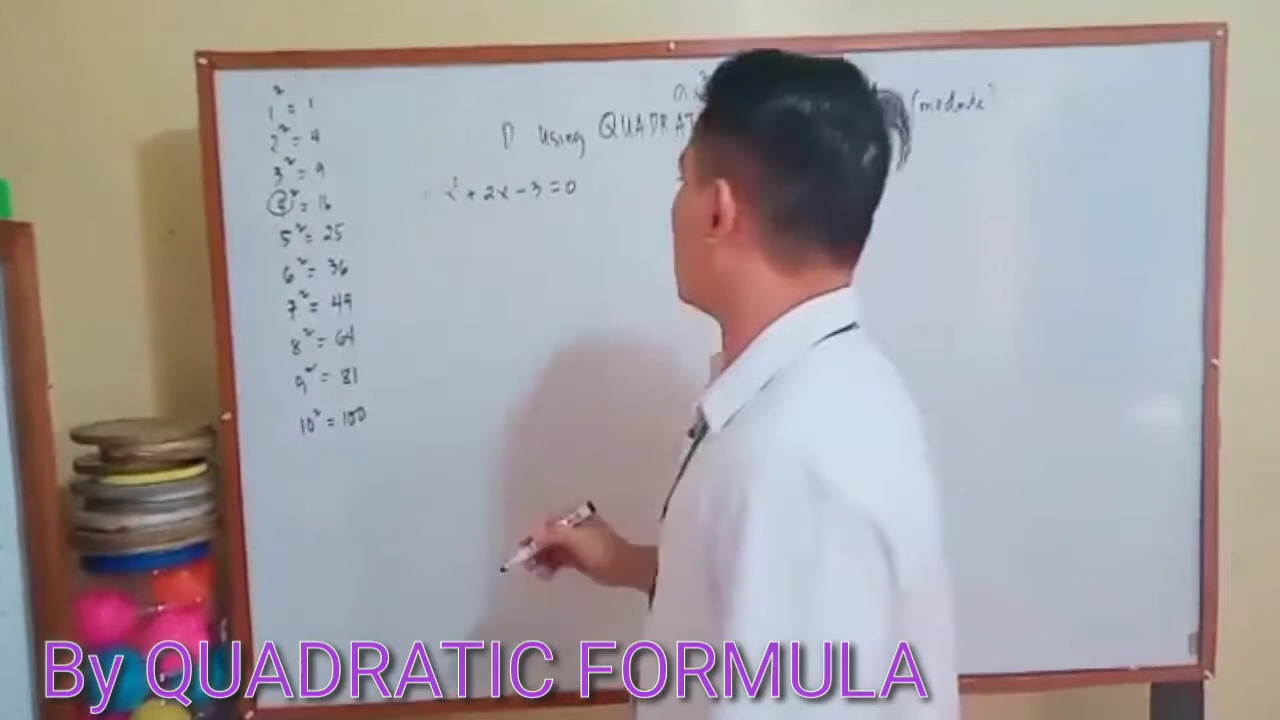 1² = 1
2² = 4
3² = 9
4² = 16
5² = 25
6² = 36
7² = 49
8² = 64
9² = 81
10² = 100
using QUADRAT
x² + 2x - 3 = 0
By QUADRATIC FORMULA